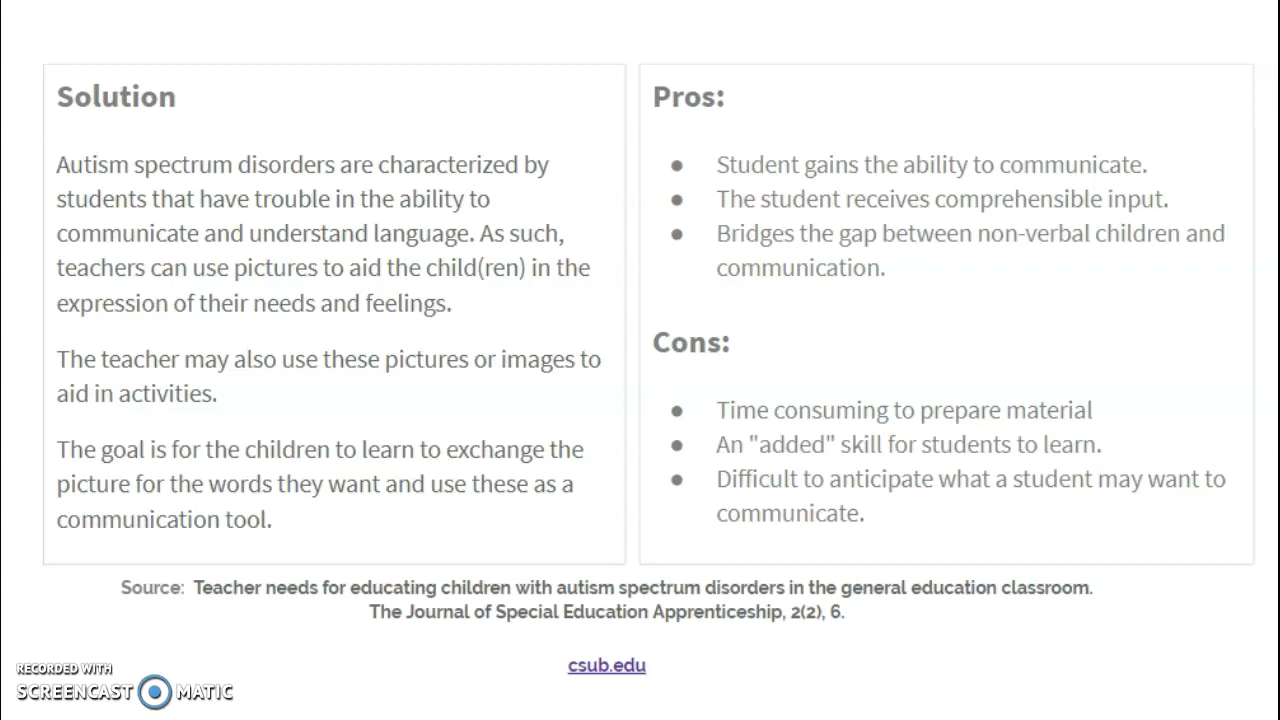 Solution
Autism spectrum disorders are characterized by
students that have trouble in the ability to
communicate and understand language. As such,
teachers can use pictures to aid the child(ren) in the
expression of their needs and feelings.
The teacher may also use these pictures or images to
aid in activities.
The goal is for the children to learn to exchange the
picture for the words they want and use these as a
communication tool.
Pros:
● Student gains the ability to communicate.
● The student receives comprehensible input.
● Bridges the gap between non-verbal children and
communication.
Cons:
● Time consuming to prepare material
● An "added" skill for students to learn.
● Difficult to anticipate what a student may want to
communicate.
Source: Teacher needs for educating children with autism spectrum disorders in the general education classroom.
The Journal of Special Education Apprenticeship, 2(2), 6.
csub.edu
RECORDED WITH
SCREENCAST MATIC